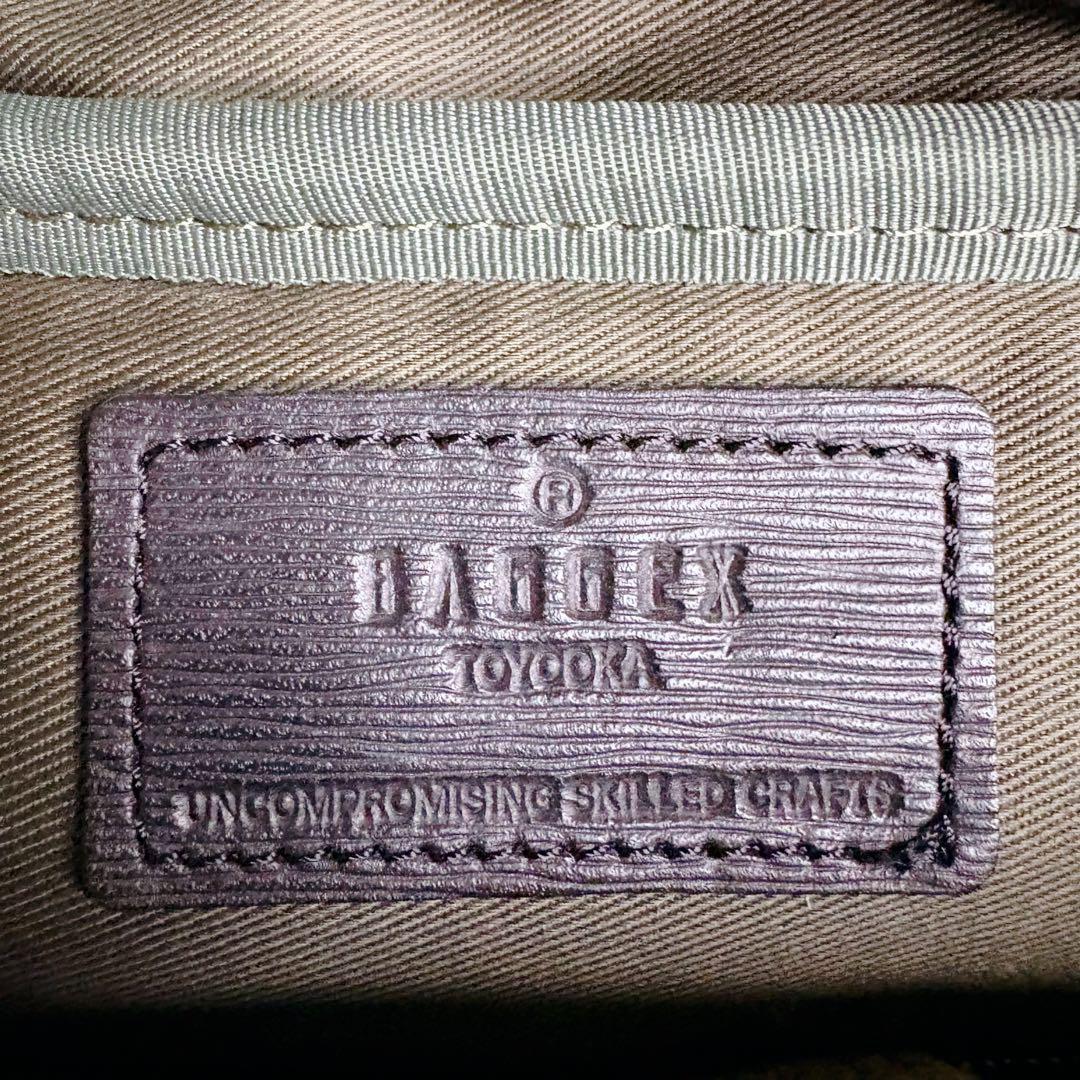 ®
BAGGEX
TOYOOKA
UNCOMPROMISING SKILLED CRAFTS